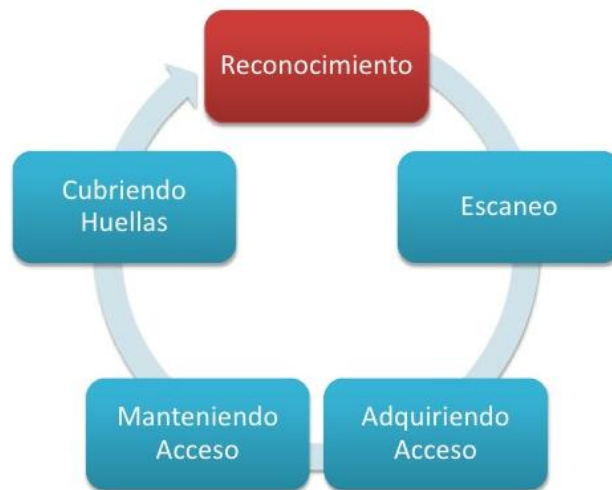 Reconocimiento
Escaneo
Adquiriendo
Acceso
Manteniendo
Acceso
Cubriendo
Huellas